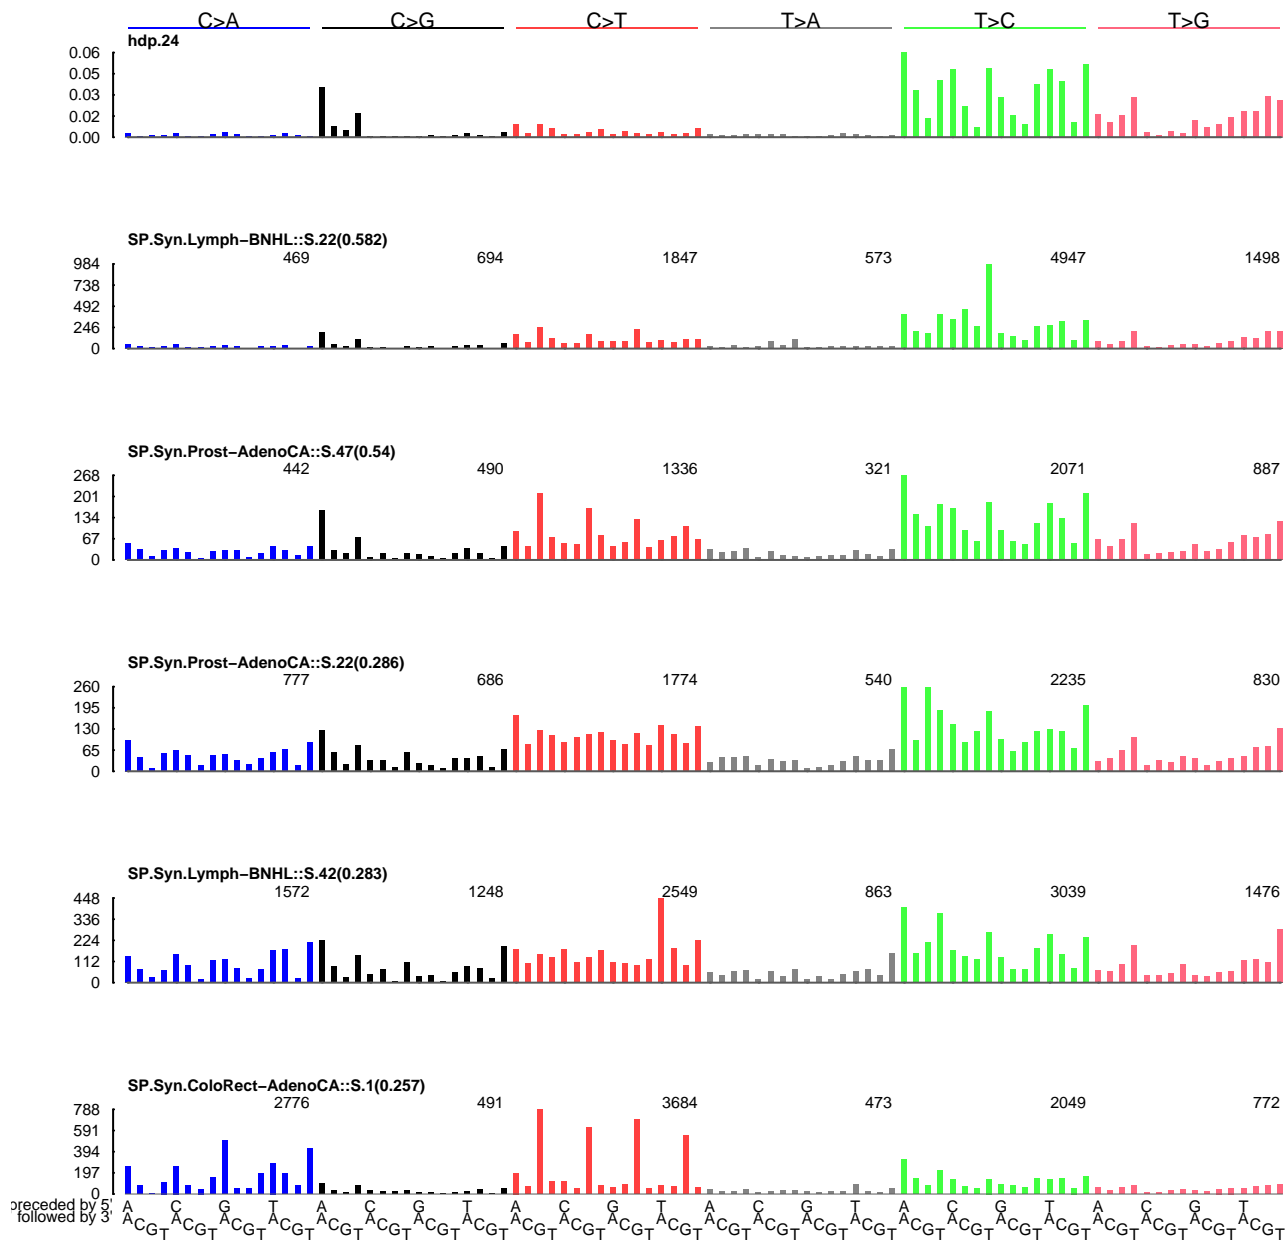 C>A C>G C>T T>A T>C T>G
hdp.24
0.06
0.05
0.03
0.02
0.00
SP.Syn.Lymph−BNHL::S.22(0.582)
469 694 1847 573 4947 1498
984
738
492
246
0
SP.Syn.Prost−AdenoCA::S.47(0.54)
442 490 1336 321 2071 887
268
201
134
67
0
SP.Syn.Prost−AdenoCA::S.22(0.286)
777 686 1774 540 2235 830
260
195
130
65
0
SP.Syn.Lymph−BNHL::S.42(0.283)
1572 1248 2549 863 3039 1476
448
336
224
112
0
SP.Syn.ColoRect−AdenoCA::S.1(0.257)
2776 491 3684 473 2049 772
788
591
394
197
0
preceded by 5' A C G T A C G T A C G T A C G T A C G T A C G T
followed by 3' A C G T A C G T A C G T A C G T A C G T A C G T A C G T A C G T A C G T A C G T A C G T A C G T A C G T A C G T A C G T A C G T A C G T A C G T A C G T A C G T A C G T A C G T A C G T A C G T